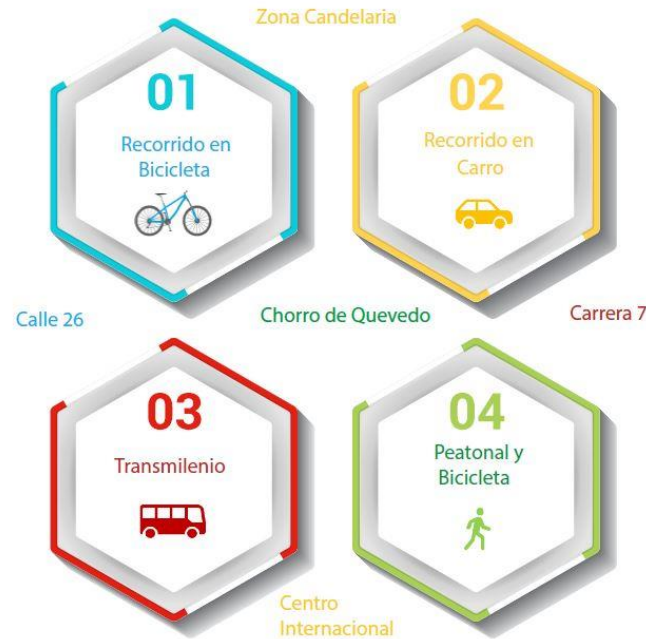 Zona Candelaria
01
Recorrido en
Bicicleta
02
Recorrido en
Carro
Calle 26
Chorro de Quevedo
Carrera 7
03
Transmilenio
04
Peatonal y
Bicicleta
Centro
Internacional